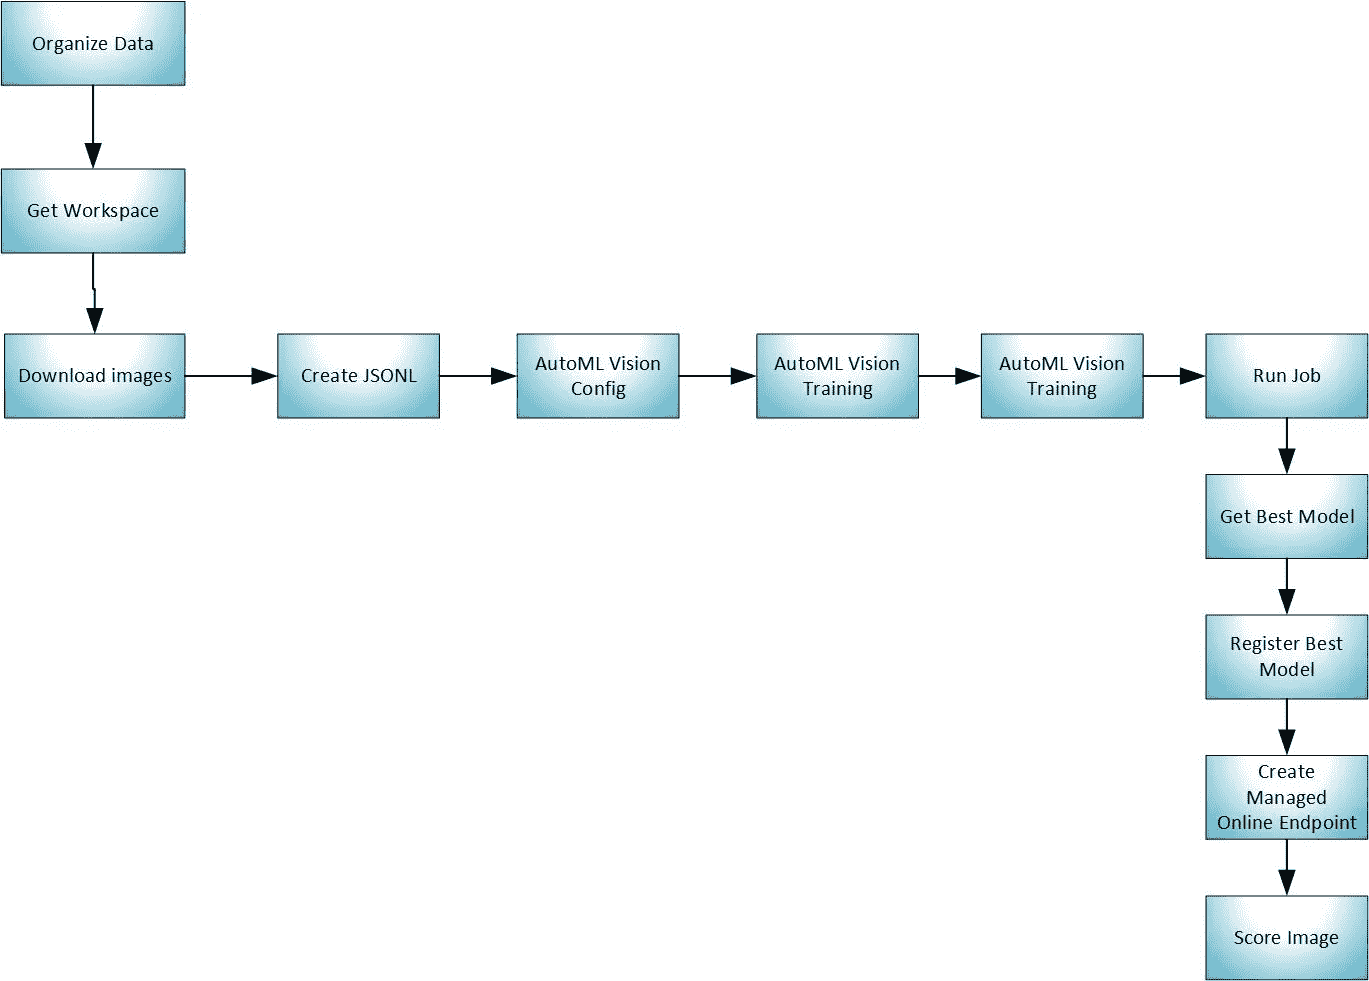 Organize Data
Get Workspace
Download images
Create JSONL
AutoML Vision
Config
AutoML Vision
Training
AutoML Vision
Training
Run Job
Get Best Model
Register Best
Model
Create
Managed
Online Endpoint
Score Image